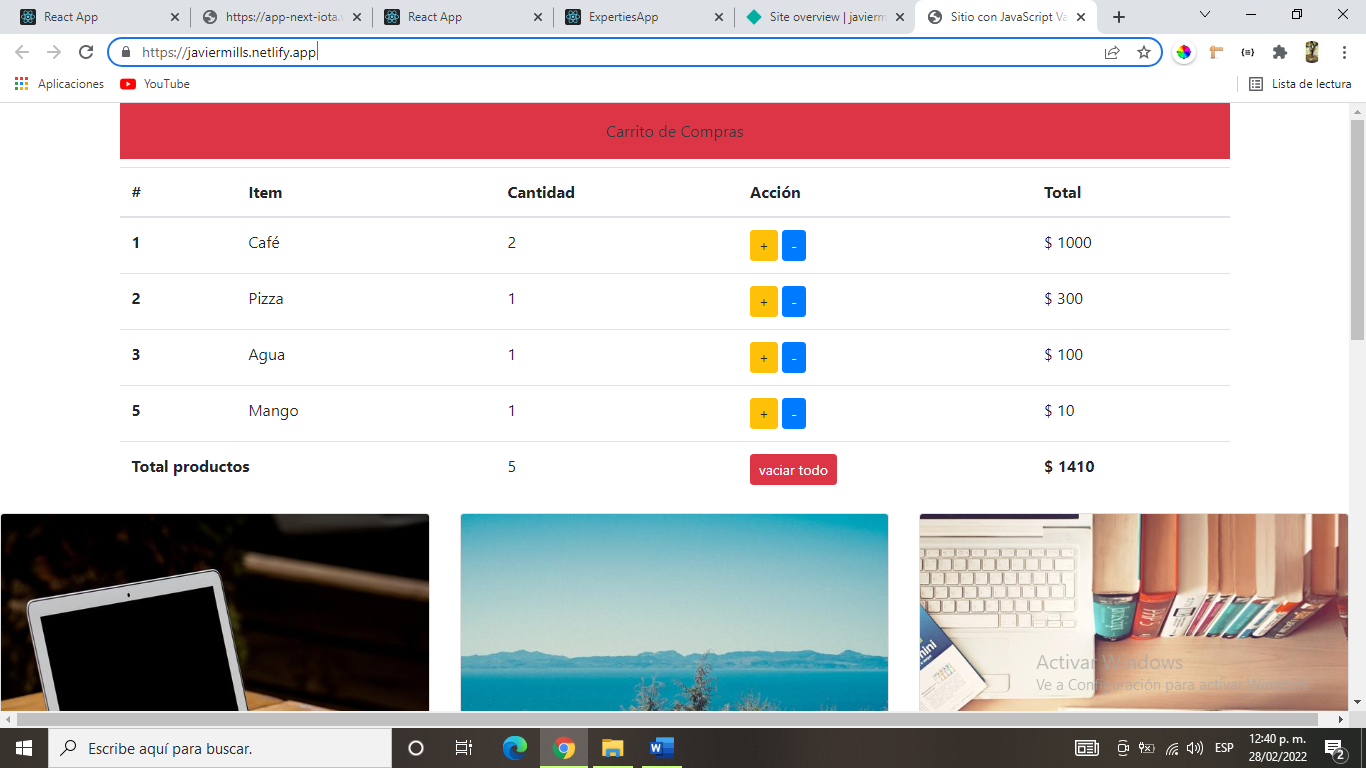 React App
https://app-next-iota.v
React App
ExpertiesApp
Site overview | javierm
Sitio con JavaScript Va
https://javiermills.netlify.app
Aplicaciones
YouTube
Lista de lectura
Carrito de Compras
# Item Cantidad Acción Total
1 Café 2 + - $ 1000
2 Pizza 1 + - $ 300
3 Agua 1 + - $ 100
5 Mango 1 + - $ 10
Total productos 5 vaciar todo $ 1410
Activar Windows
Ve a Configuración para activar Windows.
Escribe aquí para buscar.
ESP
12:40 p. m.
28/02/2022
2